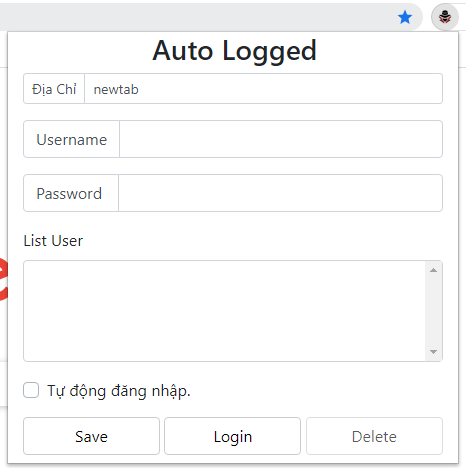 Auto Logged
Địa Chỉ newtab
Username
Password
List User
Tự động đăng nhập.
Save Login Delete